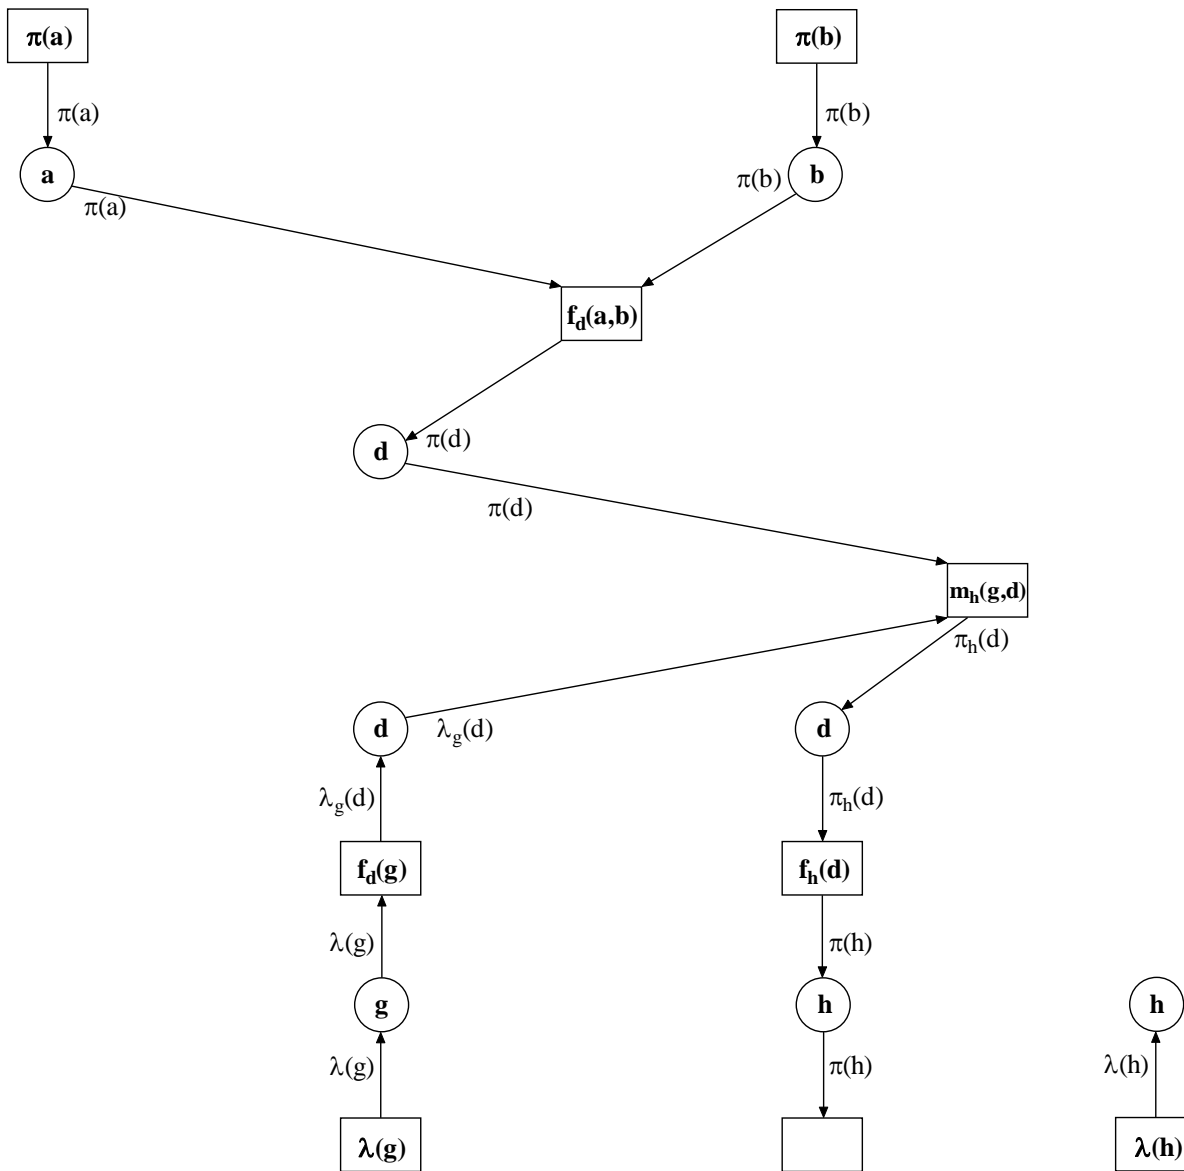 π(a) π(b)
π(a) π(b)
a b
π(a) π(b)
f_d(a,b)
d π(d)
π(d)
m_h(g,d)
π_h(d)
d λ_g(d) d
λ_g(d) π_h(d)
f_d(g) f_h(d)
λ(g) π(h)
g h h
λ(g) π(h) λ(h)
λ(g) λ(h)